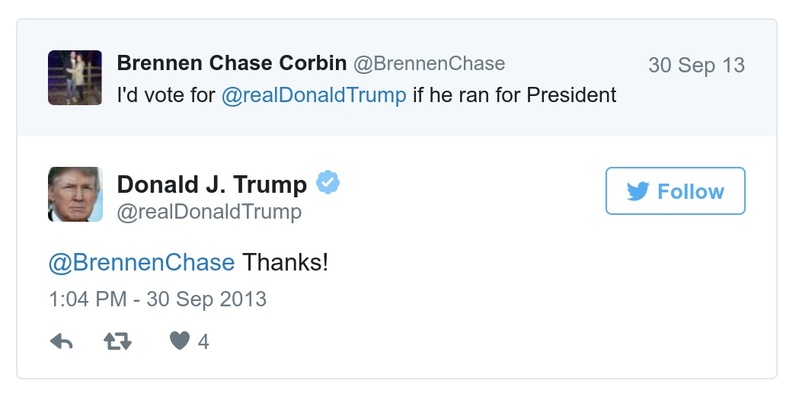 Brennen Chase Corbin @BrennenChase 30 Sep 13
I'd vote for @realDonaldTrump if he ran for President
Donald J. Trump
@realDonaldTrump
Follow
@BrennenChase Thanks!
1:04 PM - 30 Sep 2013
4